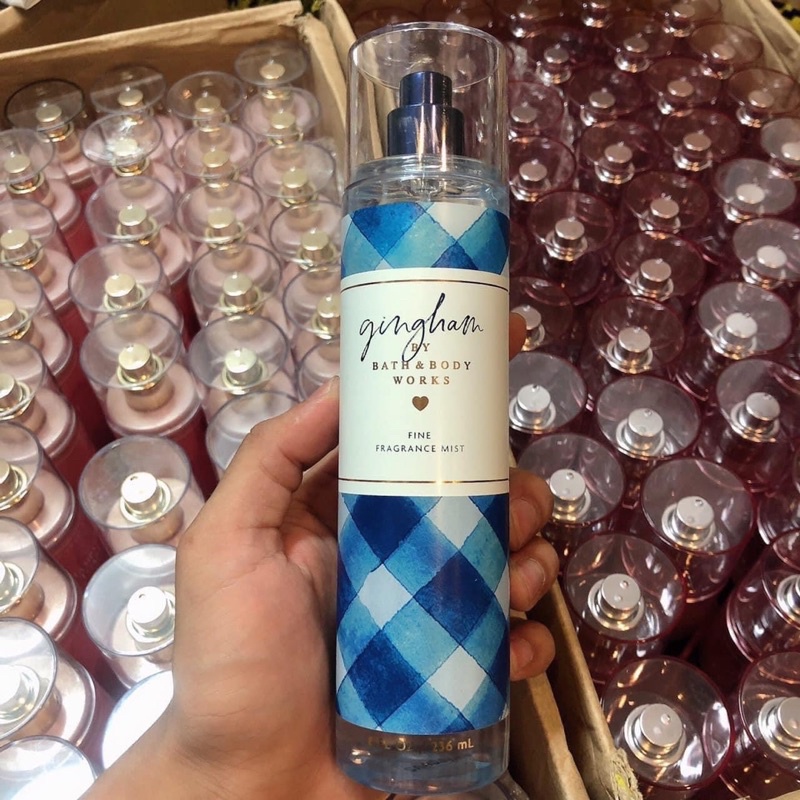 gingham
BY
BATH & BODY
WORKS
FINE
FRAGRANCE MIST
236 mL